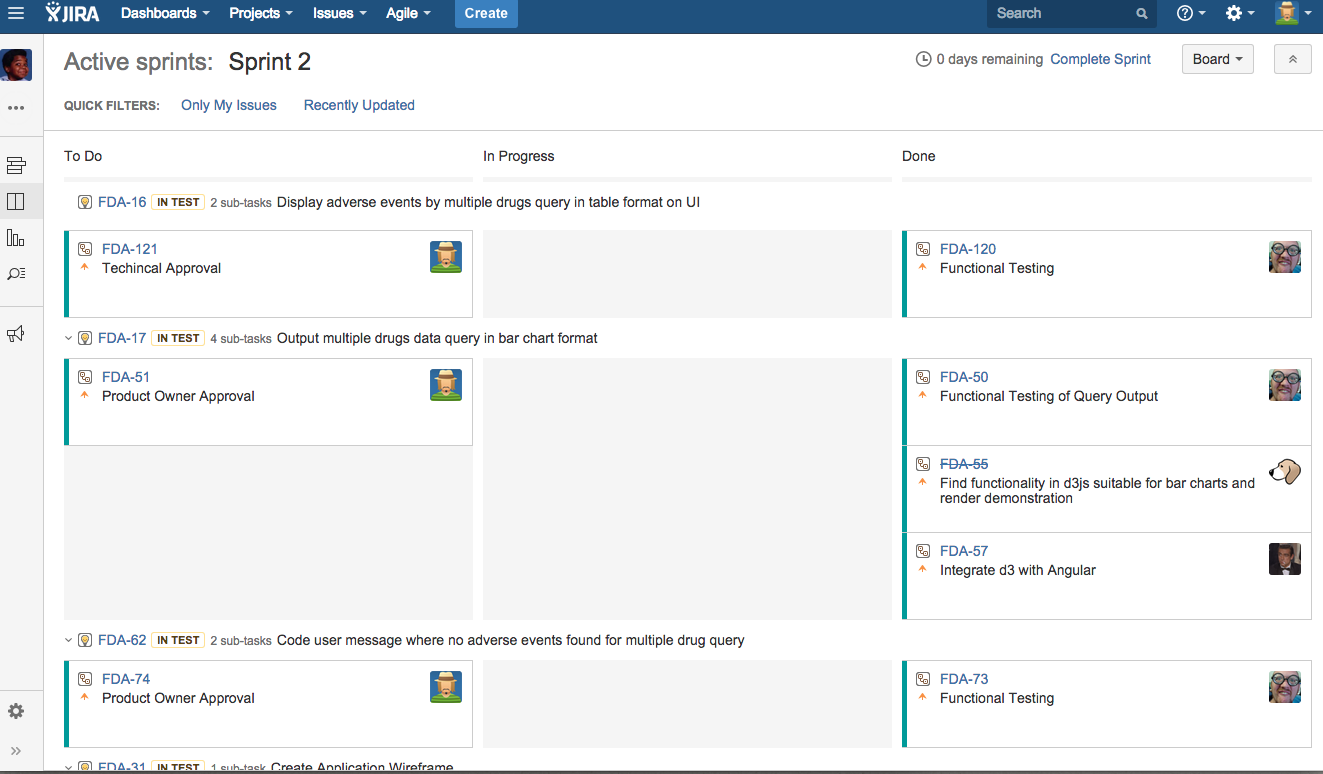 JIRA Dashboards Projects Issues Agile Create Search
Active sprints: Sprint 2 0 days remaining Complete Sprint Board
QUICK FILTERS: Only My Issues Recently Updated
To Do In Progress Done
FDA-16 IN TEST 2 sub-tasks Display adverse events by multiple drugs query in table format on UI
FDA-121 FDA-120
Techincal Approval Functional Testing
FDA-17 IN TEST 4 sub-tasks Output multiple drugs data query in bar chart format
FDA-51 FDA-50
Product Owner Approval Functional Testing of Query Output
FDA-55
Find functionality in d3js suitable for bar charts and
render demonstration
FDA-57
Integrate d3 with Angular
FDA-62 IN TEST 2 sub-tasks Code user message where no adverse events found for multiple drug query
FDA-74 FDA-73
Product Owner Approval Functional Testing
FDA-31 IN TEST 1 sub-task Create Application Wireframe